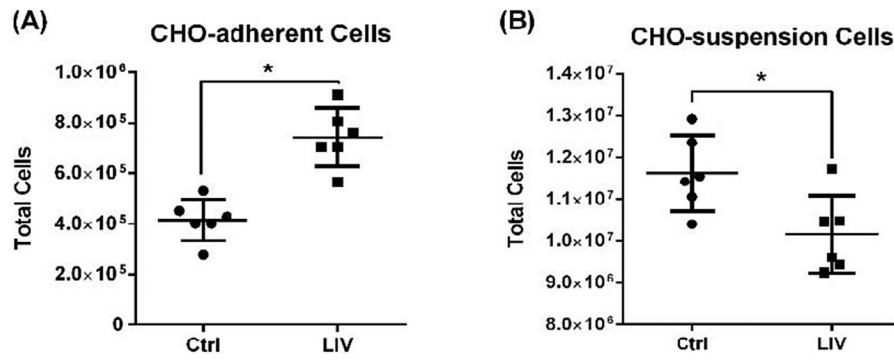 (A)
CHO-adherent Cells
*
1.0×10⁶
8.0×10⁵
6.0×10⁵
4.0×10⁵
2.0×10⁵
0
Total Cells
Ctrl LIV
(B)
CHO-suspension Cells
*
1.4×10⁷
1.3×10⁷
1.2×10⁷
1.1×10⁷
1.0×10⁷
9.0×10⁶
8.0×10⁶
Total Cells
Ctrl LIV